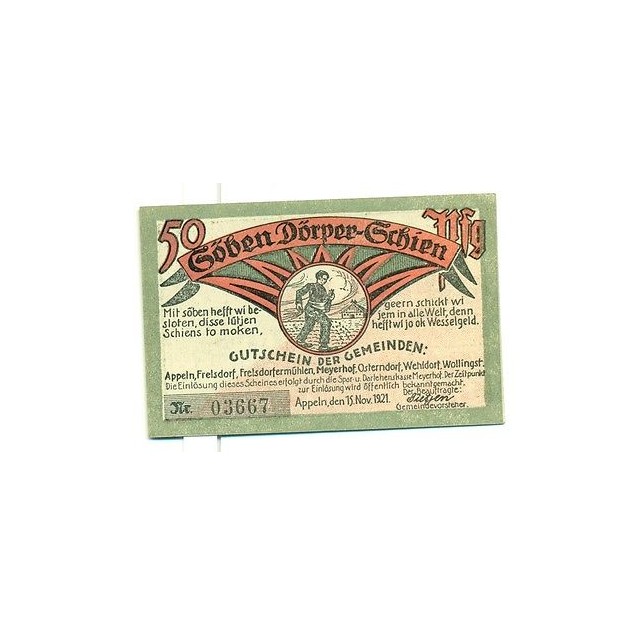 50 Söben Dörper-Schien Pfg
Mit söben hefft wi be-
sloten, disse lütjen
Schiens to moken,
geern schickt wi
jem in alle Welt, denn
hefft wi jo ok Wesselgeld.
GUTSCHEIN DER GEMEINDEN:
Appeln, Frelsdorf, Frelsdorfermühlen, Meyerhof, Osterndorf, Wehldorf, Wollingst.
Die Einlösung dieses Scheines erfolgt durch die Spar-u. Darlehenskasse Meyerhof. Der Zeitpunkt
zur Einlösung wird öffentlich bekanntgemacht.
Nr. 03667
Appeln, den 15. Nov. 1921.
Der Beauftragte:
Gemeindevorsteher.